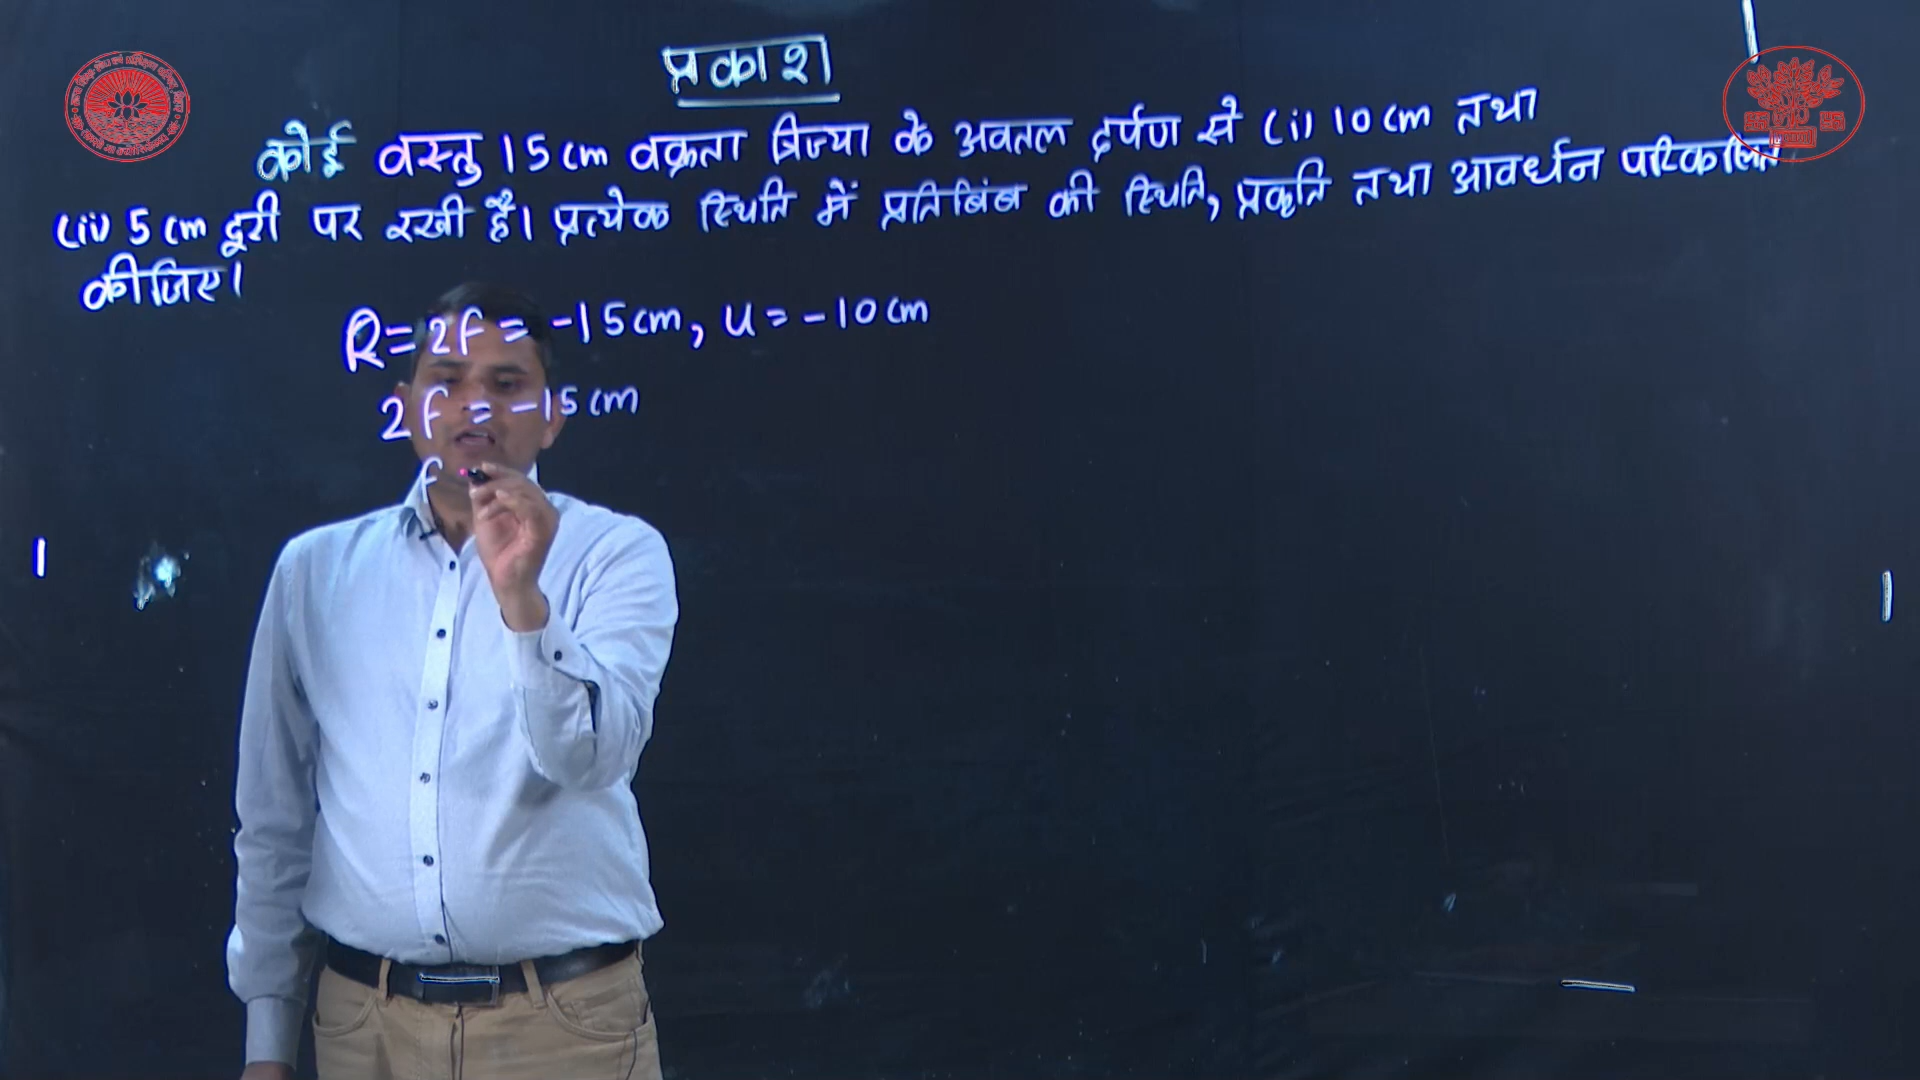 प्रकाश
कोई वस्तु 15 cm वक्रता त्रिज्या के अवतल दर्पण से (i) 10 cm तथा
(ii) 5 cm दूरी पर रखी है। प्रत्येक स्थिति में प्रतिबिंब की स्थिति, प्रकृति तथा आवर्धन परिकलित
कीजिए।
R = 2f = -15 cm, u = -10 cm
2f = -15 cm
f